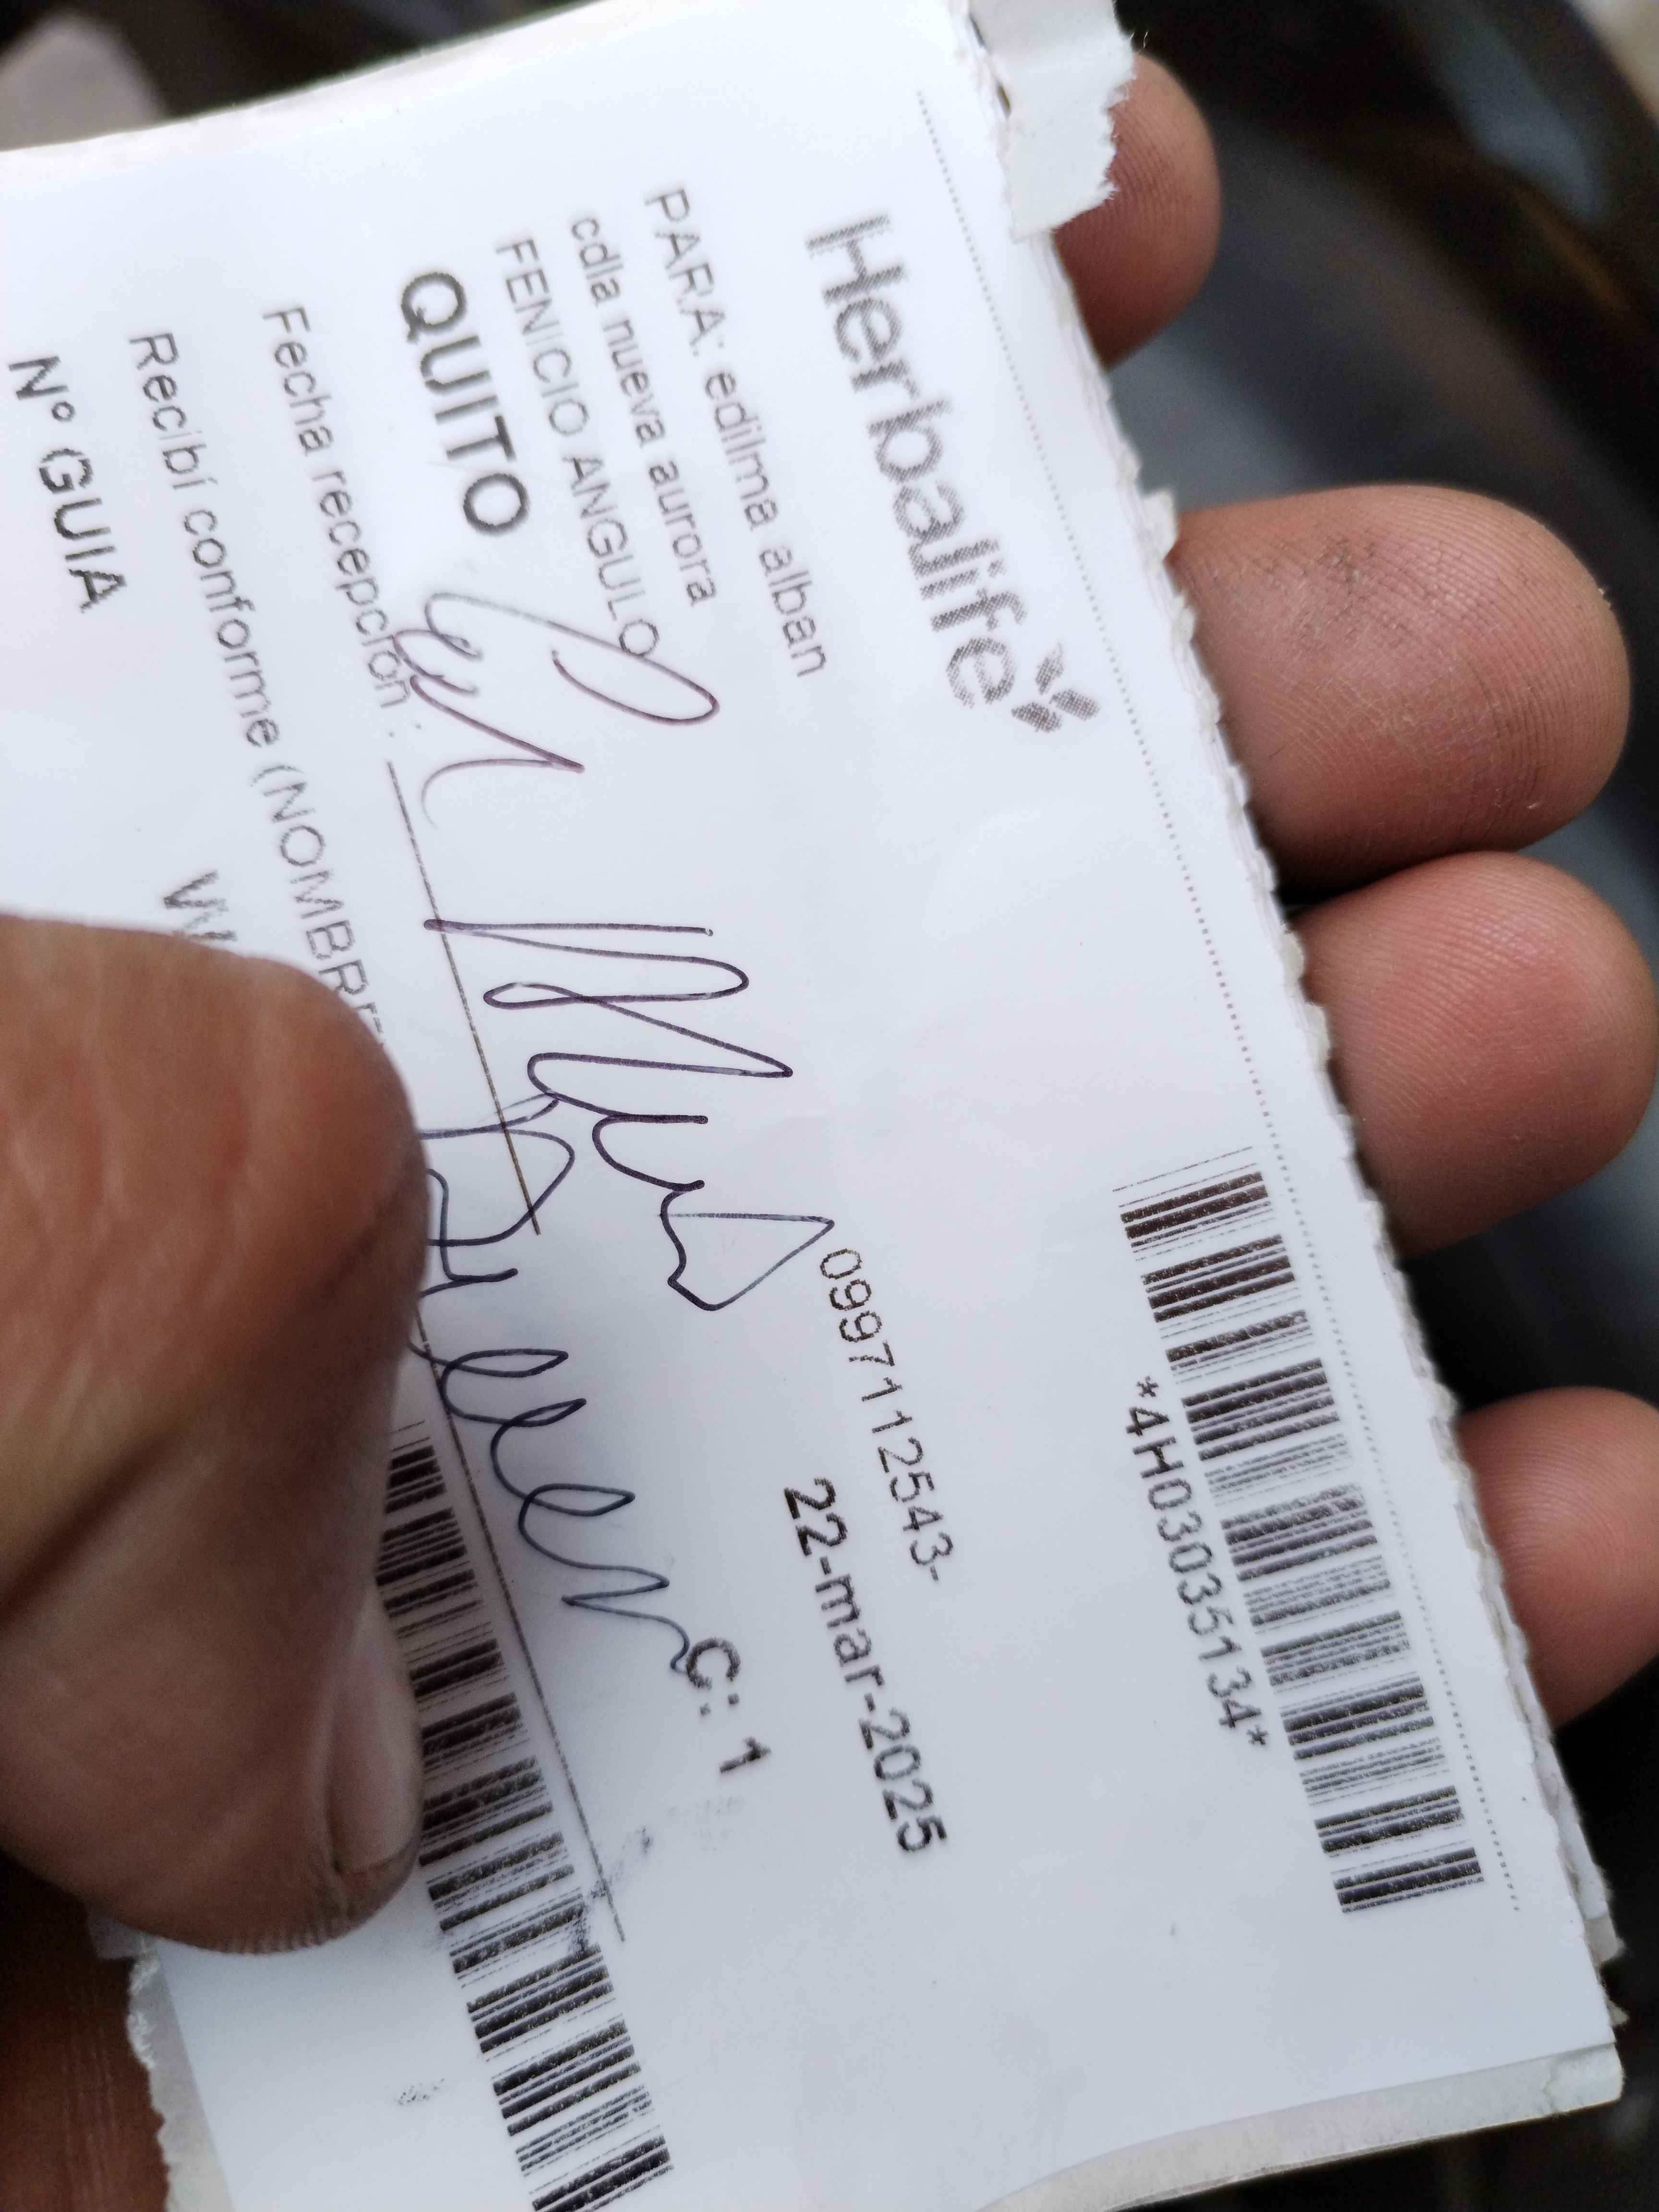 *4H03035134*
Herbalife
PARA: edilma alban 0997112543-
cdla nueva aurora 22-mar-2025
FENICIO ANGULO
QUITO C: 1
Fecha recepción :
Recibí conforme (NOMBRE
N° GUIA